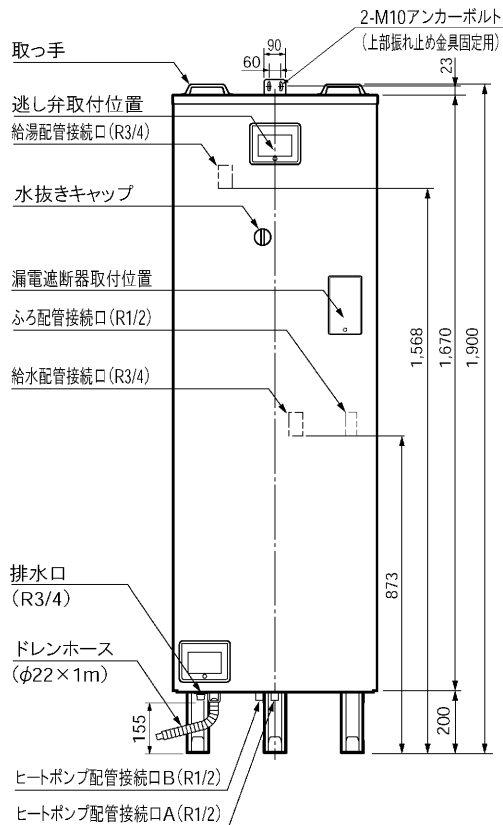 2-M10アンカーボルト
(上部振れ止め金具固定用)
90
60
23
取っ手
逃し弁取付位置
給湯配管接続口(R3/4)
水抜きキャップ
漏電遮断器取付位置
ふろ配管接続口(R1/2)
給水配管接続口(R3/4)
1,568
1,670
1,900
873
排水口
(R3/4)
ドレンホース
(φ22×1m)
155
200
ヒートポンプ配管接続口B(R1/2)
ヒートポンプ配管接続口A(R1/2)